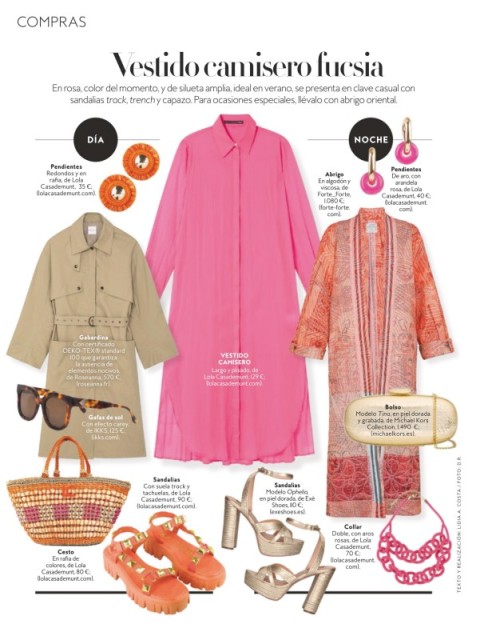 COMPRAS
Vestido camisero fucsia
En rosa, color del momento, y de silueta amplia, ideal en verano, se presenta en clave casual con
sandalias track, trench y capazo. Para ocasiones especiales, llévalo con abrigo oriental.
DÍA
Pendientes
Redondos y en
rafia, de Lola
Casademunt, 35 €;
(lolacasademunt.com).
NOCHE
Abrigo
En algodón y
viscosa, de
Forte_Forte,
1.080 €;
(forte-forte.
com).
Pendientes
De aro, con
arandela
rosa, de Lola
Casademunt, 40 €;
(lolacasademunt.
com).
Gabardina
Con certificado
OEKO-TEX® standard
100 que garantiza
la ausencia de
elementos nocivos,
de Roseanna, 570 €
(roseanna.fr).
VESTIDO
CAMISERO
Largo y plisado, de
Lola Casademunt, 129 €;
(lolacasademunt.com).
Gafas de sol
Con efecto carey,
de IKKS, 125 €;
(ikks.com).
Bolso
Modelo Tina, en piel dorada
y grabada, de Michael Kors
Collection, 1.490 €;
(michaelkors.es).
Sandalias
Con suela track y
tachuelas, de Lola
Casademunt, 90 €;
(lolacasademunt.com).
Sandalias
Modelo Ophelia,
en piel dorada, de Exé
Shoes, 110 €;
(exeshoes.es).
Collar
Doble, con aros
rosas, de Lola
Casademunt,
70 €;
(lolacasademunt.
com).
Cesto
En rafia de
colores, de Lola
Casademunt, 80 €;
(lolacasademunt.com).
TEXTO Y REALIZACIÓN: LIDIA A. COSTA / FOTO: D.R.